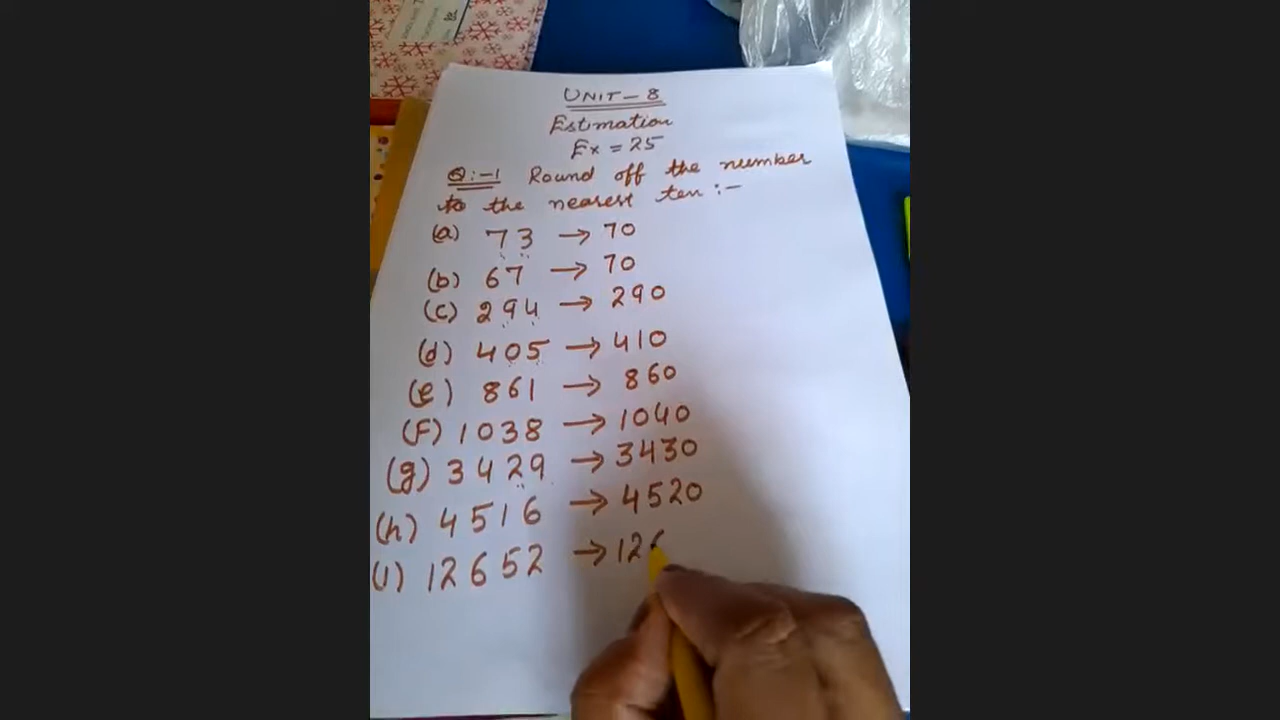 UNIT - 8
Estimation
Ex = 25
Q:-1 Round off the number
to the nearest ten :-
(a) 73 → 70
(b) 67 → 70
(c) 294 → 290
(d) 405 → 410
(e) 861 → 860
(F) 1038 → 1040
(g) 3429 → 3430
(h) 4516 → 4520
(i) 12652 → 126